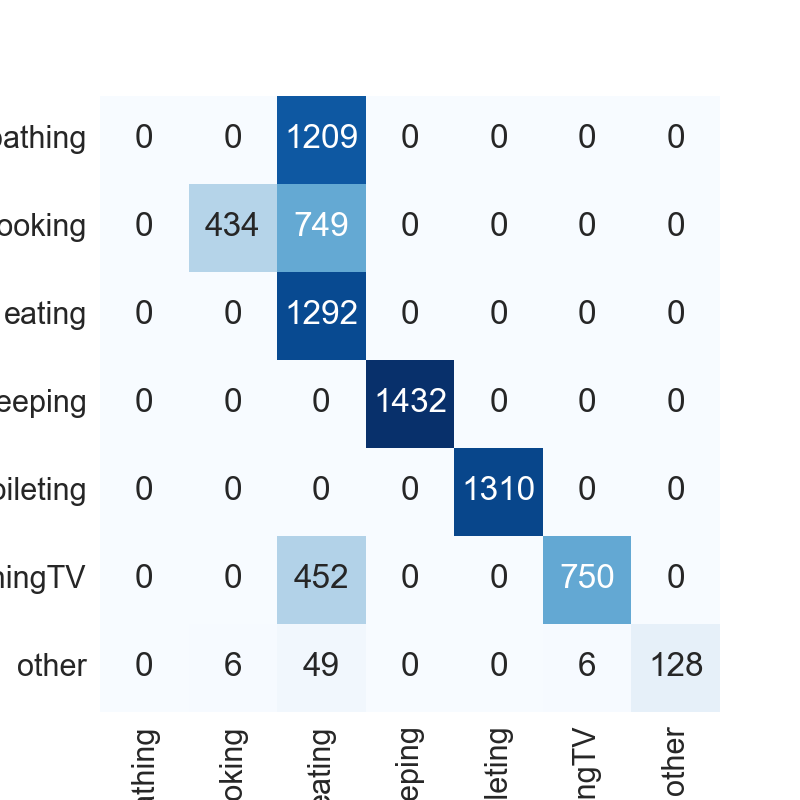 athing 0 0 1209 0 0 0 0
ooking 0 434 749 0 0 0 0
eating 0 0 1292 0 0 0 0
eeping 0 0 0 1432 0 0 0
oileting 0 0 0 0 1310 0 0
ingTV 0 0 452 0 0 750 0
other 0 6 49 0 0 6 128
thing oking eating eping leting ngTV other